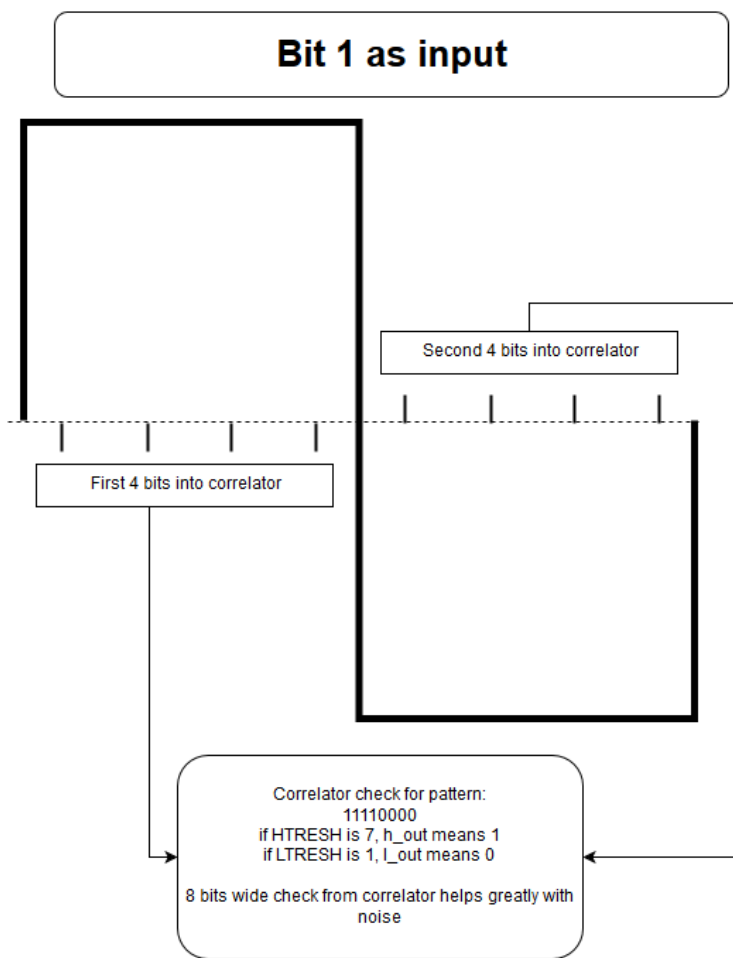 Bit 1 as input
Second 4 bits into correlator
First 4 bits into correlator
Correlator check for pattern:
11110000
if HTRESH is 7, h_out means 1
if LTRESH is 1, l_out means 0
8 bits wide check from correlator helps greatly with
noise